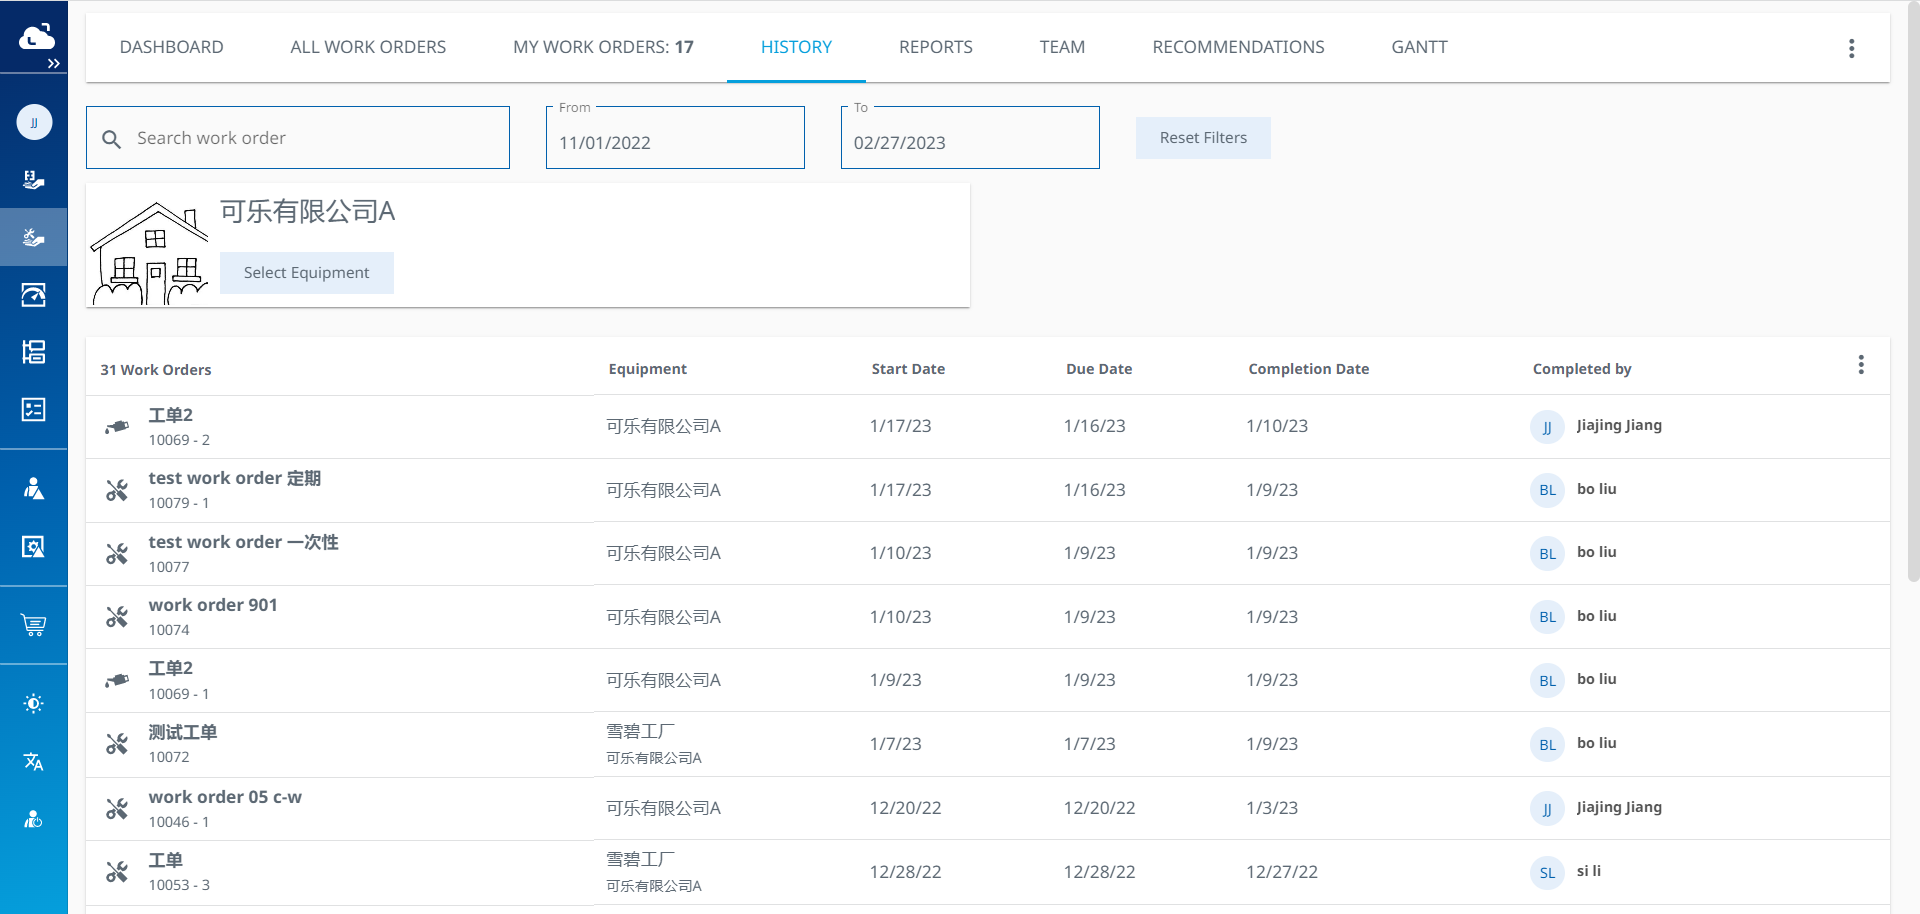 DASHBOARD ALL WORK ORDERS MY WORK ORDERS: 17 HISTORY REPORTS TEAM RECOMMENDATIONS GANTT
JJ
Search work order
From
11/01/2022
To
02/27/2023
Reset Filters
可乐有限公司A
Select Equipment
31 Work Orders Equipment Start Date Due Date Completion Date Completed by
工单2
10069 - 2
可乐有限公司A 1/17/23 1/16/23 1/10/23 JJ Jiajing Jiang
test work order 定期
10079 - 1
可乐有限公司A 1/17/23 1/16/23 1/9/23 BL bo liu
test work order 一次性
10077
可乐有限公司A 1/10/23 1/9/23 1/9/23 BL bo liu
work order 901
10074
可乐有限公司A 1/10/23 1/9/23 1/9/23 BL bo liu
工单2
10069 - 1
可乐有限公司A 1/9/23 1/9/23 1/9/23 BL bo liu
测试工单
10072
雪碧工厂
可乐有限公司A
1/7/23 1/7/23 1/9/23 BL bo liu
work order 05 c-w
10046 - 1
可乐有限公司A 12/20/22 12/20/22 1/3/23 JJ Jiajing Jiang
工单
10053 - 3
雪碧工厂
可乐有限公司A
12/28/22 12/28/22 12/27/22 SL si li